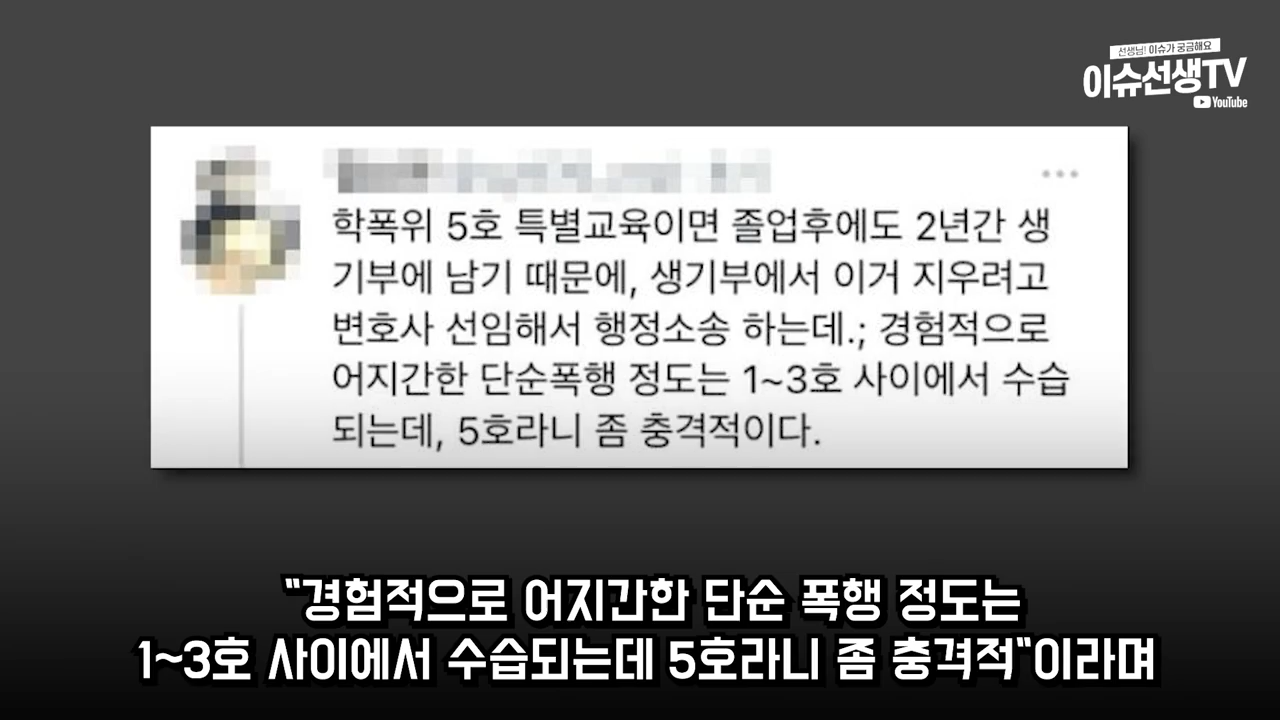 선생님! 이슈가 궁금해요
이슈선생TV
YouTube
학폭위 5호 특별교육이면 졸업후에도 2년간 생
기부에 남기 때문에, 생기부에서 이거 지우려고
변호사 선임해서 행정소송 하는데.; 경험적으로
어지간한 단순폭행 정도는 1~3호 사이에서 수습
되는데, 5호라니 좀 충격적이다.
"경험적으로 어지간한 단순 폭행 정도는
1~3호 사이에서 수습되는데 5호라니 좀 충격적"이라며